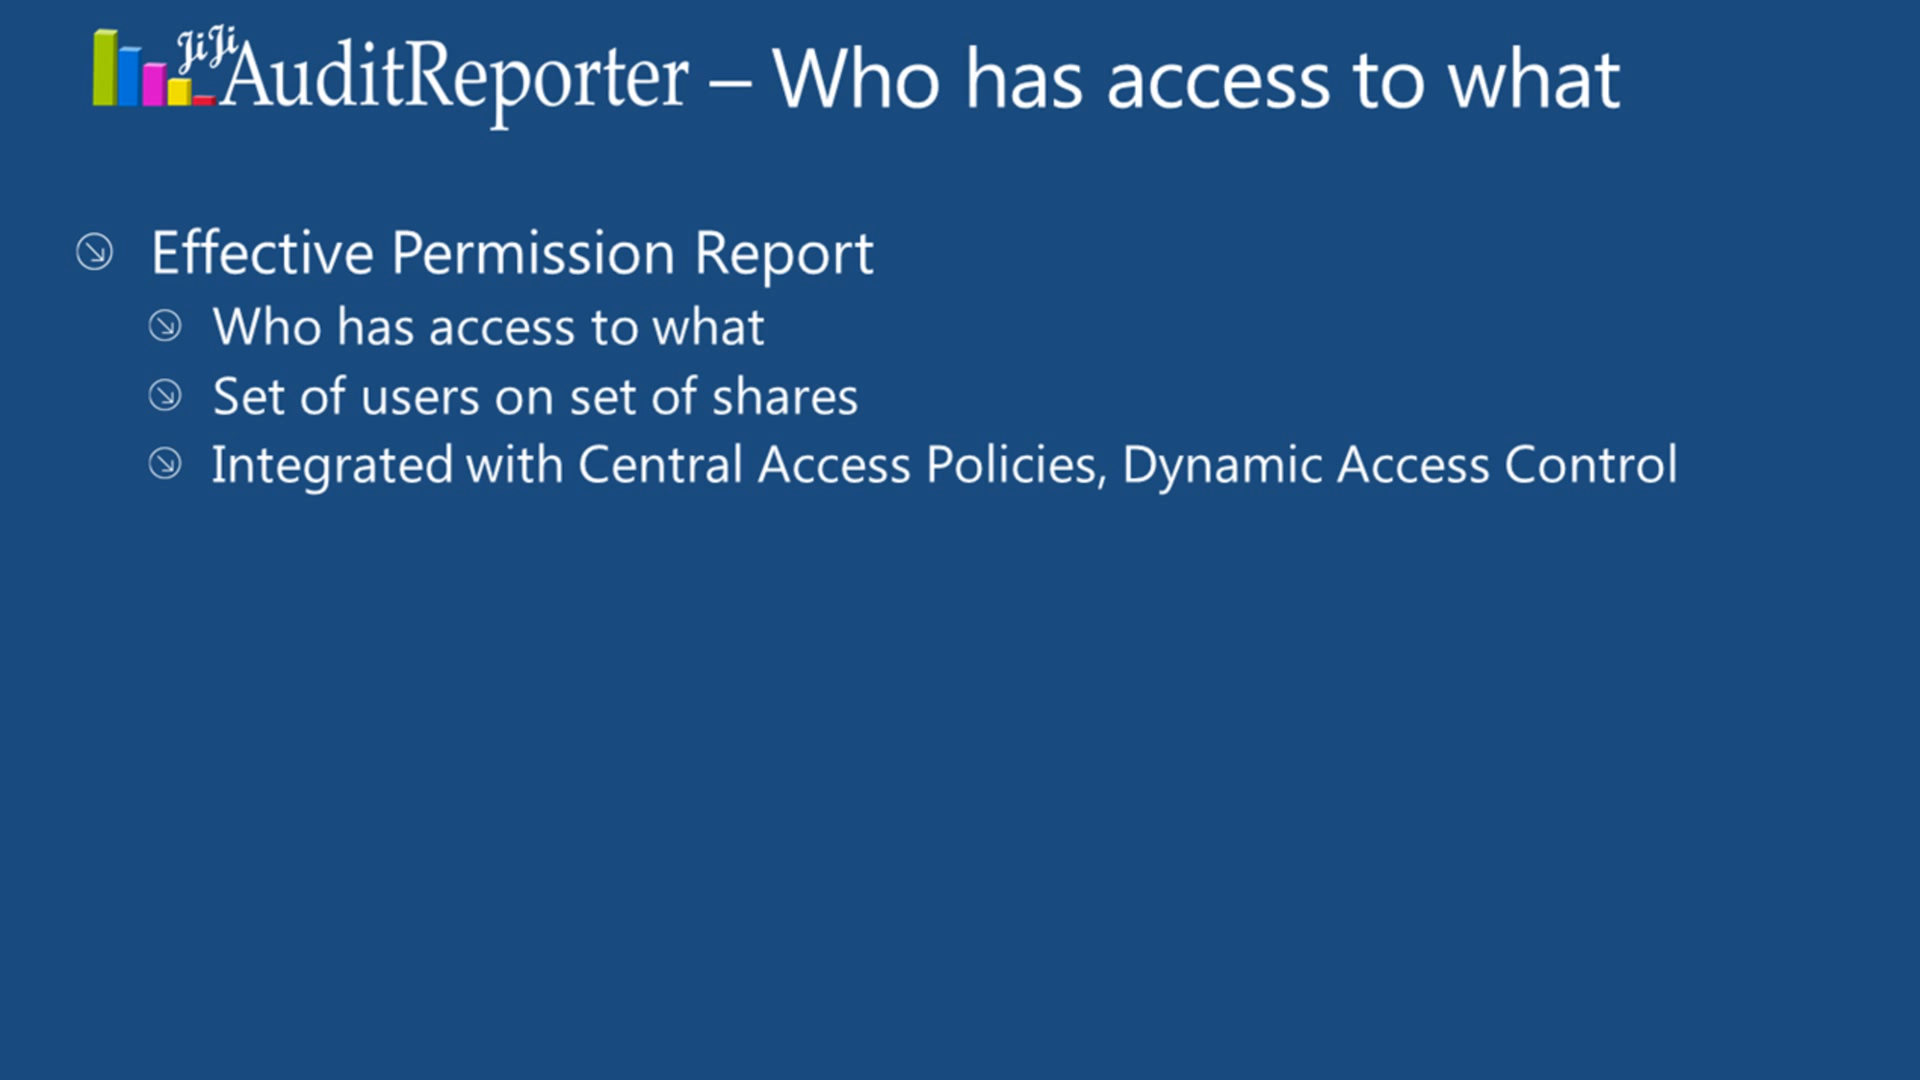 JiJi AuditReporter – Who has access to what
Effective Permission Report
Who has access to what
Set of users on set of shares
Integrated with Central Access Policies, Dynamic Access Control